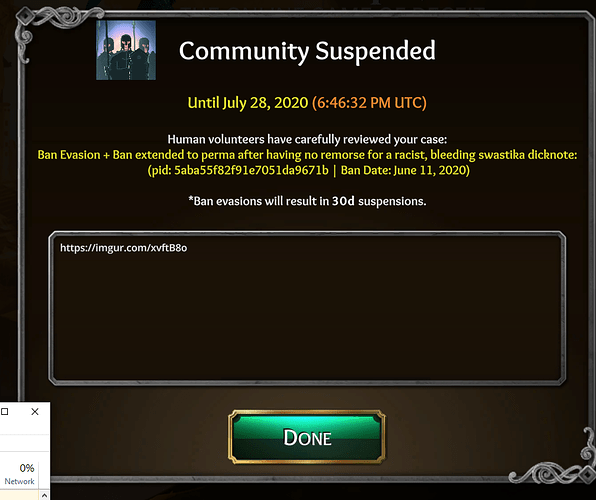 Community Suspended
Until July 28, 2020 (6:46:32 PM UTC)
Human volunteers have carefully reviewed your case:
Ban Evasion + Ban extended to perma after having no remorse for a racist, bleeding swastika dicknote:
(pid: 5aba55f82f91e7051da9671b | Ban Date: June 11, 2020)
*Ban evasions will result in 30d suspensions.
https://imgur.com/xvftB8o
Done
0%
Network